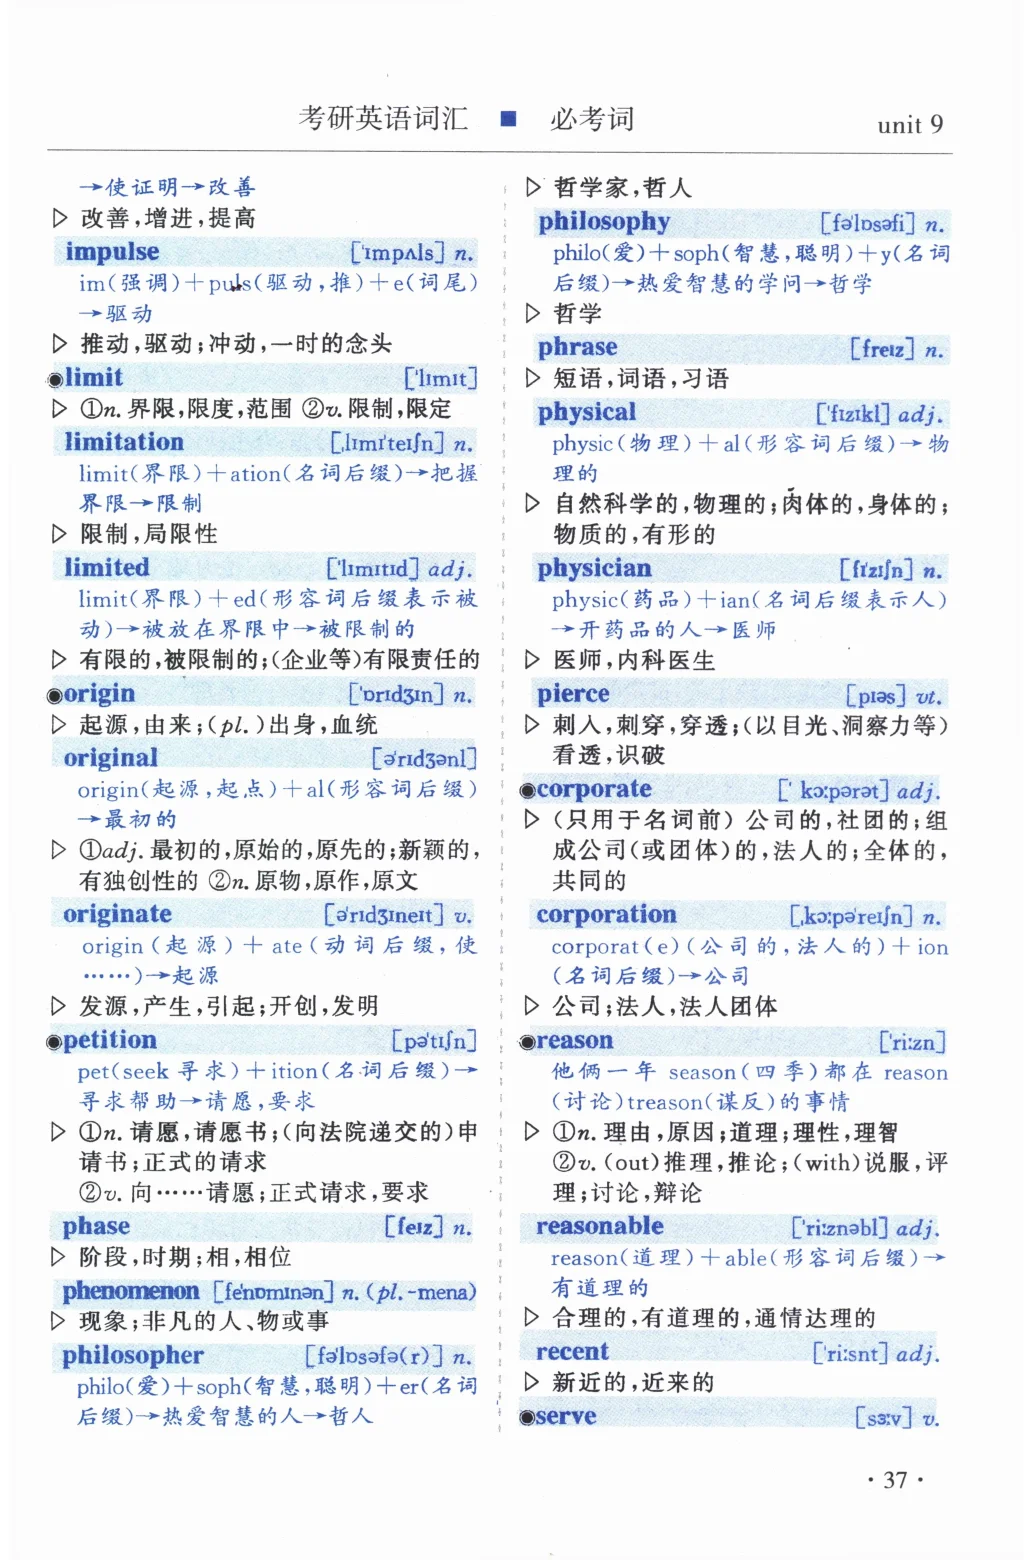 考研英语词汇 ■ 必考词 unit 9
→使证明→改善
▷ 改善,增进,提高
impulse ['ɪmpʌls] n.
im(强调)+puls(驱动,推)+e(词尾)
→驱动
▷ 推动,驱动;冲动,一时的念头
◉limit ['lɪmɪt]
▷ ①n. 界限,限度,范围 ②v. 限制,限定
limitation [ˌlɪmɪ'teɪʃn] n.
limit(界限)+ation(名词后缀)→把握
界限→限制
▷ 限制,局限性
limited ['lɪmɪtɪd] adj.
limit(界限)+ed(形容词后缀表示被
动)→被放在界限中→被限制的
▷ 有限的,被限制的;(企业等)有限责任的
◉origin ['ɒrɪdʒɪn] n.
▷ 起源,由来;(pl.)出身,血统
original [ə'rɪdʒənl]
origin(起源,起点)+al(形容词后缀)
→最初的
▷ ①adj. 最初的,原始的,原先的;新颖的,
有独创性的 ②n. 原物,原作,原文
originate [ə'rɪdʒɪneɪt] v.
origin(起源)+ate(动词后缀,使
……)→起源
▷ 发源,产生,引起;开创,发明
◉petition [pə'tɪʃn]
pet(seek 寻求)+ition(名词后缀)→
寻求帮助→请愿,要求
▷ ①n. 请愿,请愿书;(向法院递交的)申
请书;正式的请求
②v. 向……请愿;正式请求,要求
phase [feɪz] n.
▷ 阶段,时期;相,相位
phenomenon [fe'nɒmɪnən] n. (pl. -mena)
▷ 现象;非凡的人、物或事
philosopher [fə'lɒsəfə(r)] n.
philo(爱)+soph(智慧,聪明)+er(名词
后缀)→热爱智慧的人→哲人
▷ 哲学家,哲人
philosophy [fə'lɒsəfi] n.
philo(爱)+soph(智慧,聪明)+y(名词
后缀)→热爱智慧的学问→哲学
▷ 哲学
phrase [freɪz] n.
▷ 短语,词语,习语
physical ['fɪzɪkl] adj.
physic(物理)+al(形容词后缀)→物
理的
▷ 自然科学的,物理的;肉体的,身体的;
物质的,有形的
physician [fɪ'zɪʃn] n.
physic(药品)+ian(名词后缀表示人)
→开药品的人→医师
▷ 医师,内科医生
pierce [pɪəs] vt.
▷ 刺入,刺穿,穿透;(以目光、洞察力等)
看透,识破
◉corporate [' kɔːpərət] adj.
▷ (只用于名词前) 公司的,社团的;组
成公司(或团体)的,法人的;全体的,
共同的
corporation [ˌkɔːpə'reɪʃn] n.
corporat(e)(公司的,法人的)+ion
(名词后缀)→公司
▷ 公司;法人,法人团体
◉reason ['riːzn]
他俩一年 season(四季)都在 reason
(讨论)treason(谋反)的事情
▷ ①n. 理由,原因;道理;理性,理智
②v. (out)推理,推论;(with)说服,评
理;讨论,辩论
reasonable ['riːznəbl] adj.
reason(道理)+able(形容词后缀)→
有道理的
▷ 合理的,有道理的,通情达理的
recent ['riːsnt] adj.
▷ 新近的,近来的
◉serve [sɜːv] v.
· 37 ·